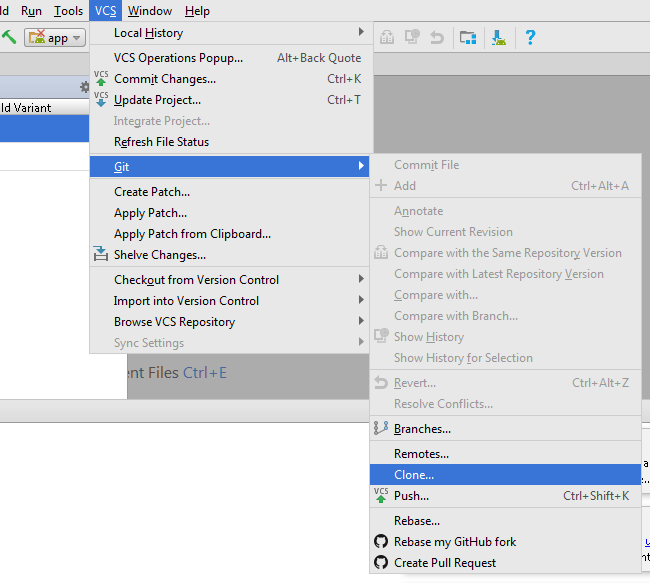 ld Run Tools VCS Window Help
app
Local History
VCS Operations Popup... Alt+Back Quote
VCS Commit Changes... Ctrl+K
VCS Update Project... Ctrl+T
ld Variant
Integrate Project...
Refresh File Status
Git
Create Patch...
Apply Patch...
Apply Patch from Clipboard...
Shelve Changes...
Checkout from Version Control
Import into Version Control
Browse VCS Repository
Sync Settings
ent Files Ctrl+E
Commit File
Add Ctrl+Alt+A
Annotate
Show Current Revision
Compare with the Same Repository Version
Compare with Latest Repository Version
Compare with...
Compare with Branch...
Show History
Show History for Selection
Revert... Ctrl+Alt+Z
Resolve Conflicts...
Branches...
Remotes...
Clone...
VCS Push... Ctrl+Shift+K
Rebase...
Rebase my GitHub fork
Create Pull Request